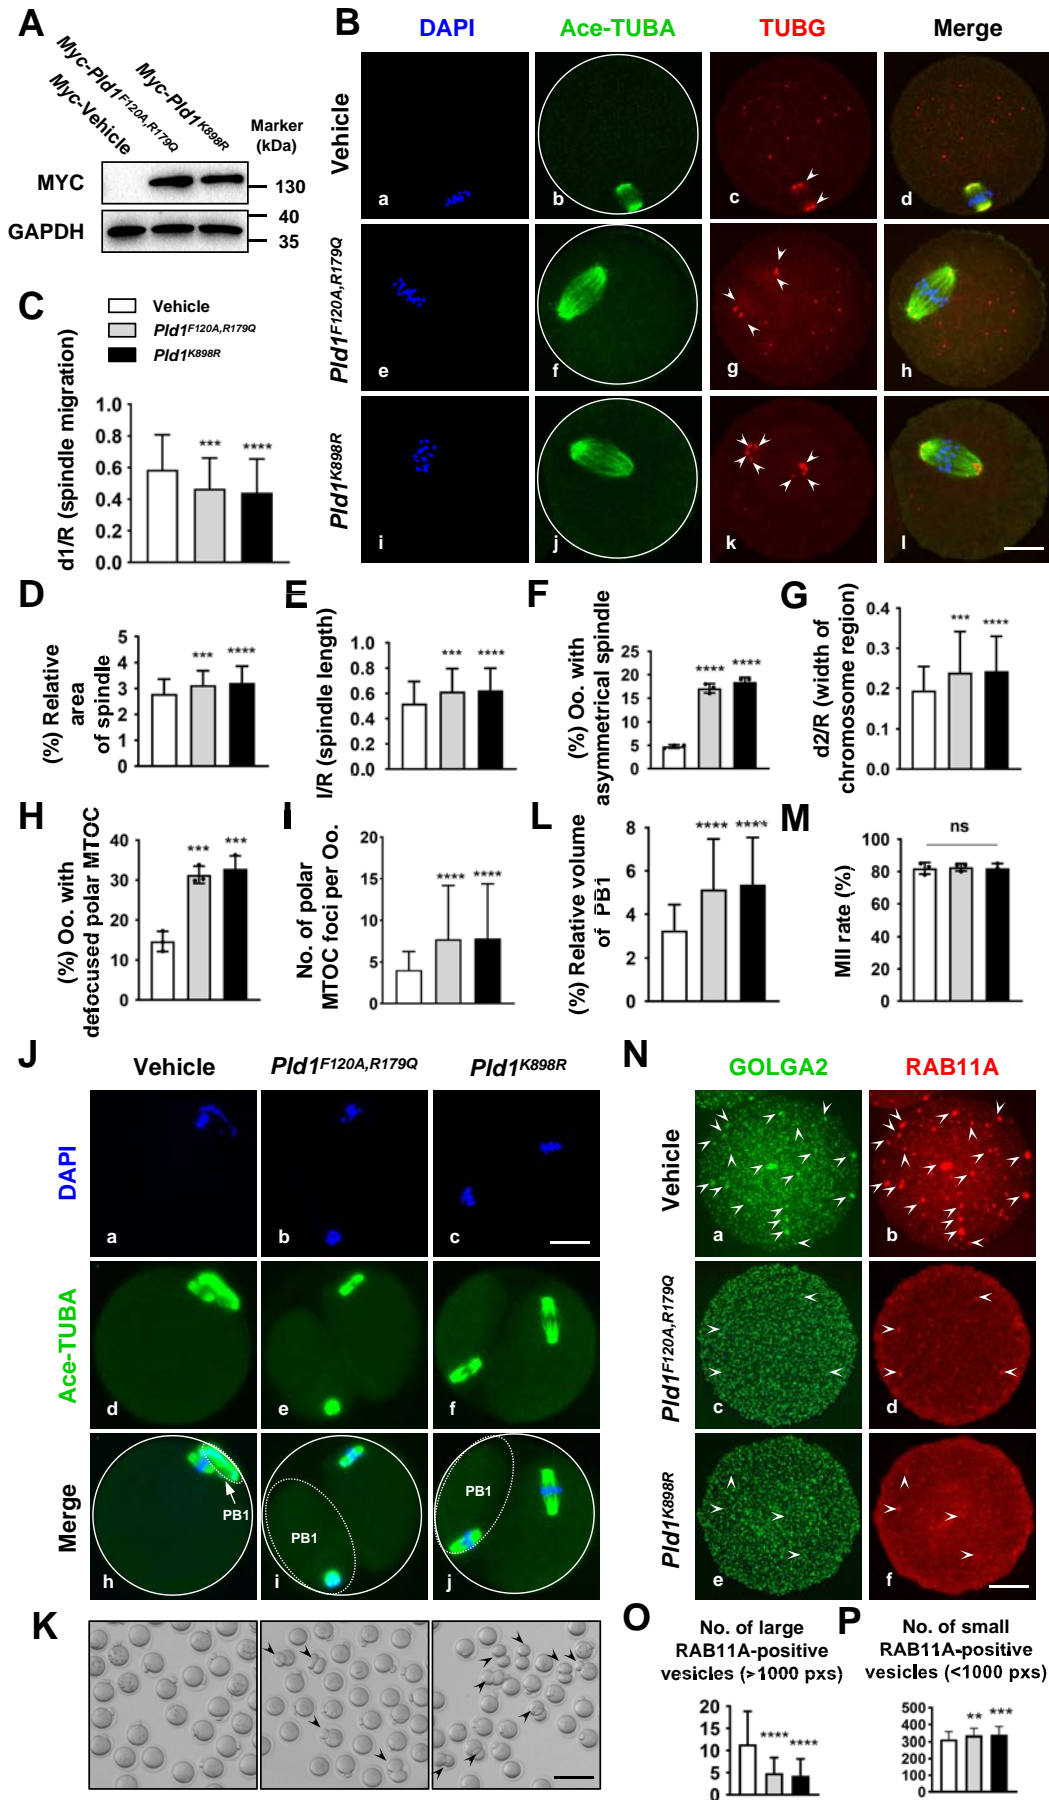 A
Myc-Vehicle
Myc-Pld1F120A,R179Q
Myc-Pld1K898R
Marker
(kDa)
MYC
130
GAPDH
40
35
B
DAPI
Ace-TUBA
TUBG
Merge
Vehicle
a
b
c
d
Pld1F120A,R179Q
e
f
g
h
Pld1K898R
i
j
k
l
C
Vehicle
Pld1F120A,R179Q
Pld1K898R
d1/R (spindle migration)
1.0
0.8
0.6
0.4
0.2
0.0
***
****
D
(%) Relative
area
of spindle
5
4
3
2
1
0
***
****
E
l/R (spindle length)
1.0
0.8
0.6
0.4
0.2
0.0
***
****
F
(%) Oo. with
asymmetrical spindle
25
20
15
10
5
0
****
****
G
d2/R (width of
chromosome region)
0.4
0.3
0.2
0.1
0.0
***
****
H
(%) Oo. with
defocused polar MTOC
40
30
20
10
0
***
***
I
No. of polar
MTOC foci per Oo.
20
15
10
5
0
****
****
L
(%) Relative volume
of PB1
8
6
4
2
0
****
****
M
MII rate (%)
100
80
60
40
20
0
ns
J
Vehicle
Pld1F120A,R179Q
Pld1K898R
DAPI
a
b
c
Ace-TUBA
d
e
f
Merge
PB1
h
PB1
i
PB1
j
N
GOLGA2
RAB11A
Vehicle
a
b
Pld1F120A,R179Q
c
d
Pld1K898R
e
f
K
O
No. of large
RAB11A-positive
vesicles (>1000 pxs)
20
15
10
5
0
****
****
P
No. of small
RAB11A-positive
vesicles (<1000 pxs)
500
400
300
200
100
0
**
***